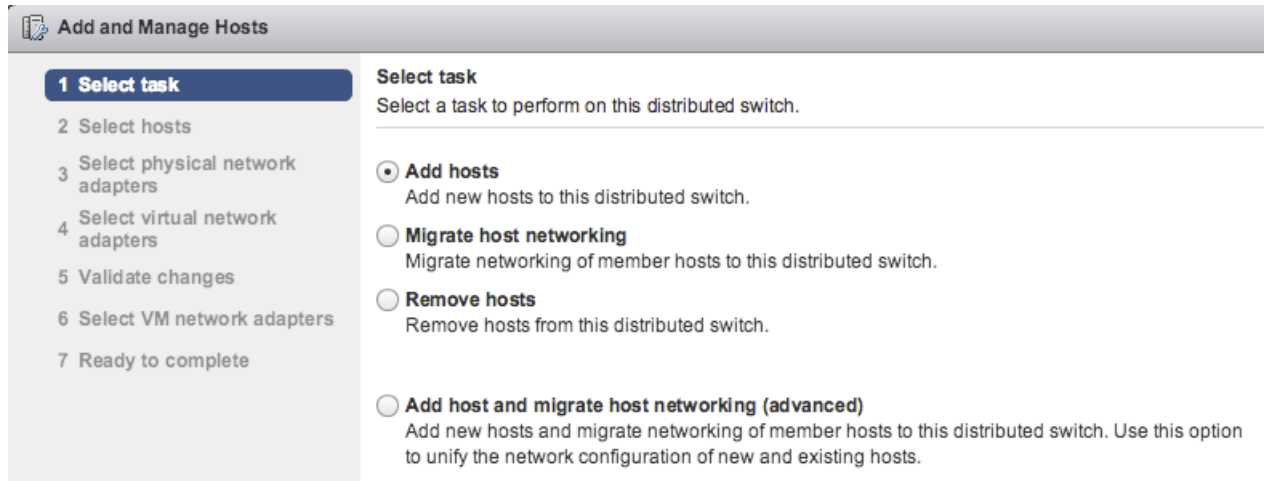 Add and Manage Hosts
1 Select task
2 Select hosts
3 Select physical network
adapters
4 Select virtual network
adapters
5 Validate changes
6 Select VM network adapters
7 Ready to complete
Select task
Select a task to perform on this distributed switch.
Add hosts
Add new hosts to this distributed switch.
Migrate host networking
Migrate networking of member hosts to this distributed switch.
Remove hosts
Remove hosts from this distributed switch.
Add host and migrate host networking (advanced)
Add new hosts and migrate networking of member hosts to this distributed switch. Use this option
to unify the network configuration of new and existing hosts.